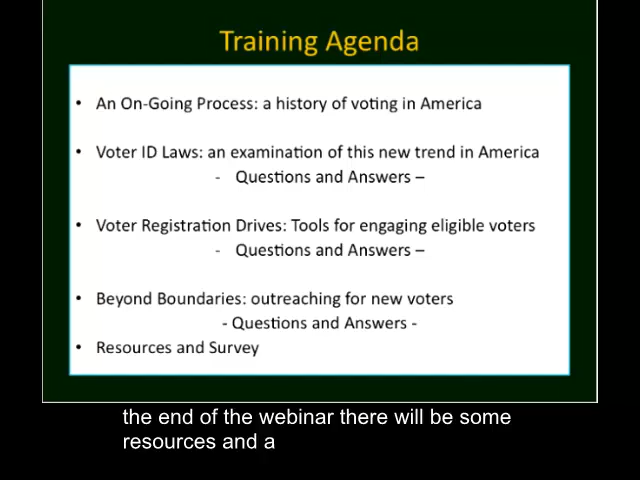 Training Agenda
• An On-Going Process: a history of voting in America
• Voter ID Laws: an examination of this new trend in America
- Questions and Answers –
• Voter Registration Drives: Tools for engaging eligible voters
- Questions and Answers –
• Beyond Boundaries: outreaching for new voters
- Questions and Answers -
• Resources and Survey
the end of the webinar there will be some
resources and a